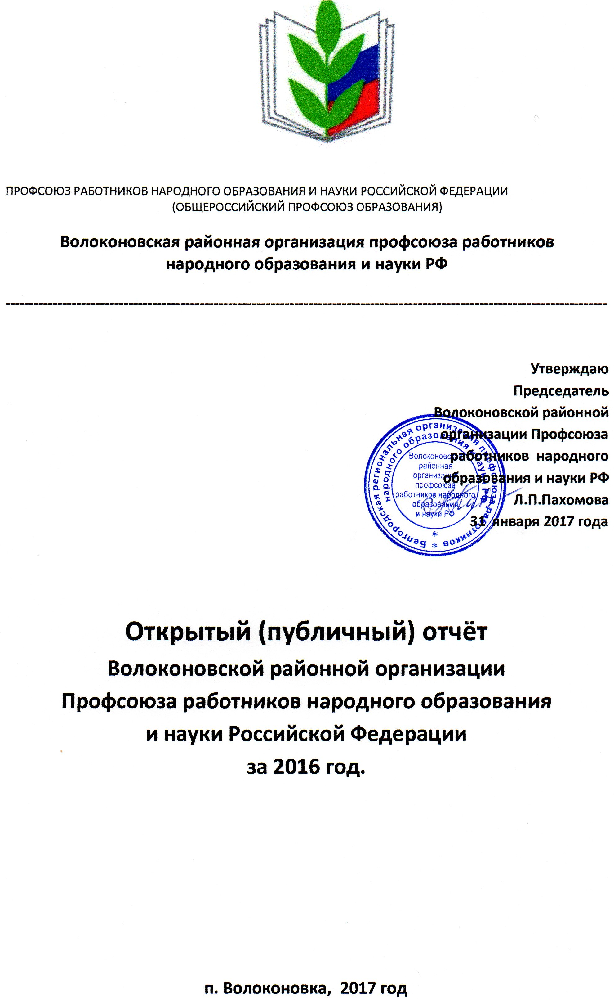 ПРОФСОЮЗ РАБОТНИКОВ НАРОДНОГО ОБРАЗОВАНИЯ И НАУКИ РОССИЙСКОЙ ФЕДЕРАЦИИ
(ОБЩЕРОССИЙСКИЙ ПРОФСОЮЗ ОБРАЗОВАНИЯ)
Волоконовская районная организация профсоюза работников
народного образования и науки РФ
Утверждаю
Председатель
Волоконовской районной
организации Профсоюза
работников народного
образования и науки РФ
Л.П.Пахомова
31 января 2017 года
Белгородская региональная организация профсоюза работников
народного образования и науки РФ
Волоконовская
районная
организация
профсоюза
работников народного
образования
и науки РФ
Открытый (публичный) отчёт
Волоконовской районной организации
Профсоюза работников народного образования
и науки Российской Федерации
за 2016 год.
п. Волоконовка, 2017 год